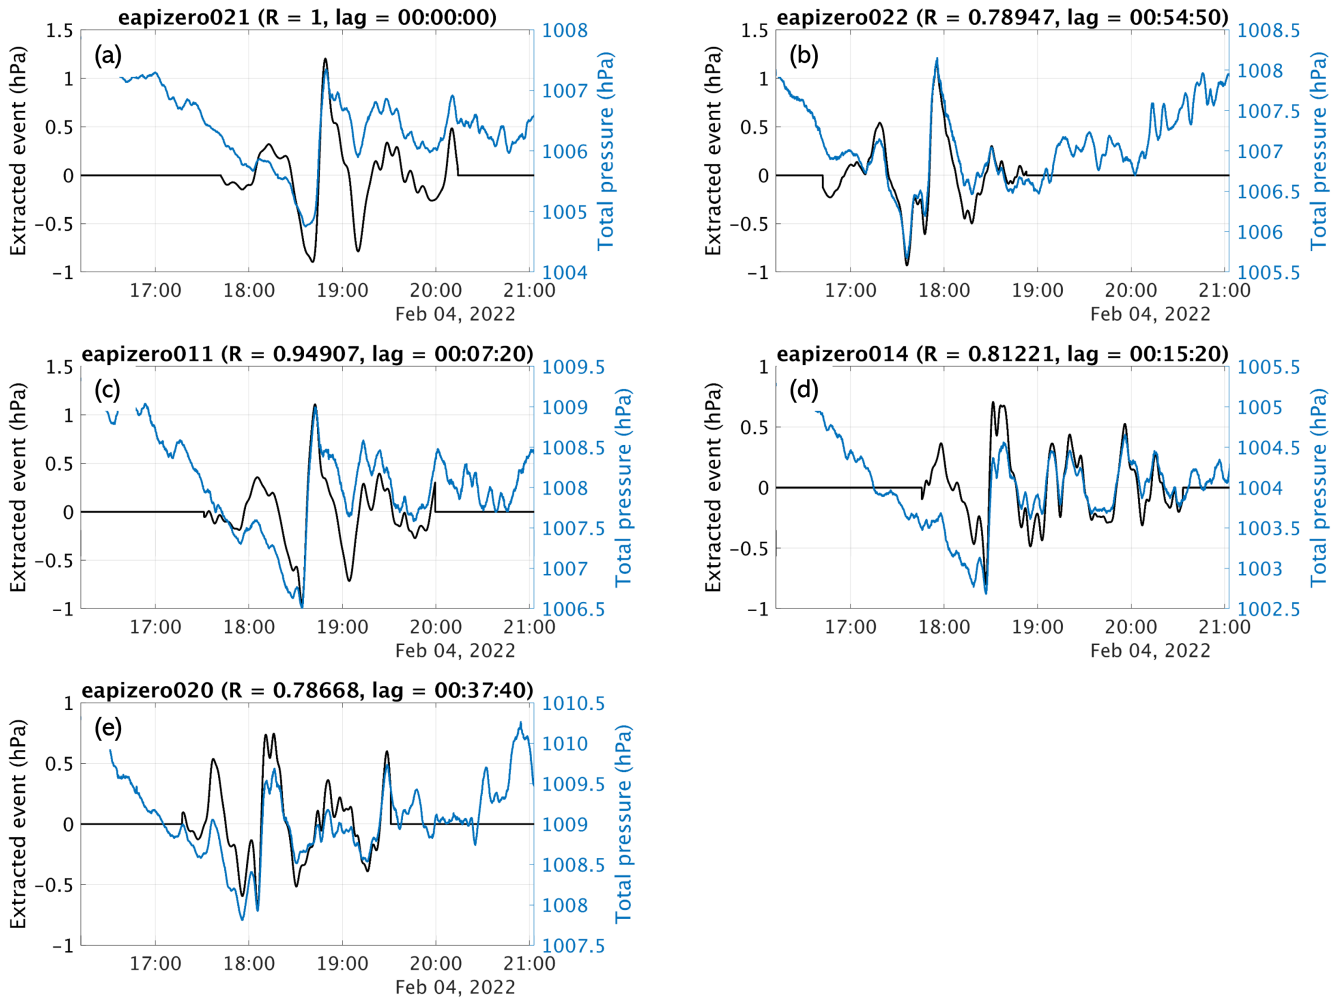 eapizero021 (R = 1, lag = 00:00:00)
(a)
Extracted event (hPa)
1.5
1
0.5
0
−0.5
−1
1008
1007
1006
1005
1004
Total pressure (hPa)
17:00 18:00 19:00 20:00 21:00
Feb 04, 2022
eapizero022 (R = 0.78947, lag = 00:54:50)
(b)
Extracted event (hPa)
1.5
1
0.5
0
−0.5
−1
1008.5
1008
1007.5
1007
1006.5
1006
1005.5
Total pressure (hPa)
17:00 18:00 19:00 20:00 21:00
Feb 04, 2022
eapizero011 (R = 0.94907, lag = 00:07:20)
(c)
Extracted event (hPa)
1.5
1
0.5
0
−0.5
−1
1009.5
1009
1008.5
1008
1007.5
1007
1006.5
Total pressure (hPa)
17:00 18:00 19:00 20:00 21:00
Feb 04, 2022
eapizero014 (R = 0.81221, lag = 00:15:20)
(d)
Extracted event (hPa)
1
0.5
0
−0.5
−1
1005.5
1005
1004.5
1004
1003.5
1003
1002.5
Total pressure (hPa)
17:00 18:00 19:00 20:00 21:00
Feb 04, 2022
eapizero020 (R = 0.78668, lag = 00:37:40)
(e)
Extracted event (hPa)
1
0.5
0
−0.5
−1
1010.5
1010
1009.5
1009
1008.5
1008
1007.5
Total pressure (hPa)
17:00 18:00 19:00 20:00 21:00
Feb 04, 2022